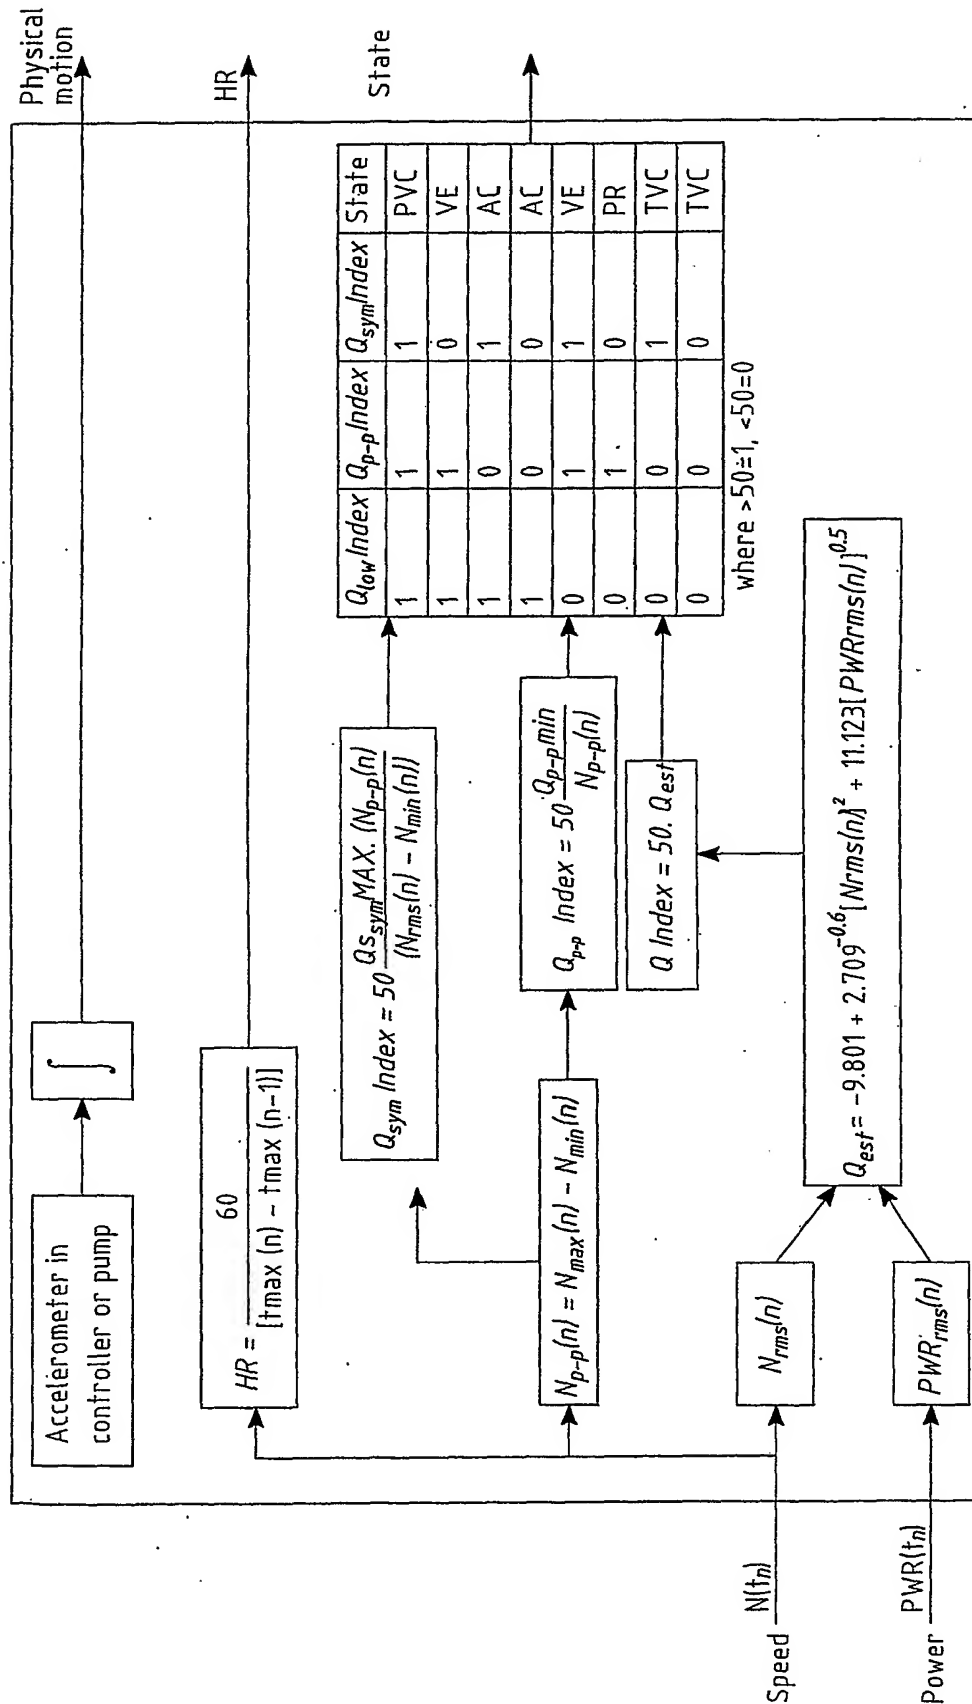 Physical
motion
HR
State
Accelerometer in
controller or pump
∫
HR = 60 / [tmax (n) - tmax (n-1)]
Q_sym Index = 50 Qs_sym MAX. (N_p-p(n) / (N_rms(n) - N_min(n))
N_p-p(n) = N_max(n) - N_min(n)
Q_p-p Index = 50 Q_p-p min / N_p-p(n)
Q Index = 50. Q_est
Q_low Index Q_p-p Index Q_sym Index State
1 1 1 PVC
1 1 0 VE
1 0 1 AC
1 0 0 AC
0 1 1 VE
0 1 0 PR
0 0 1 TVC
0 0 0 TVC
where >50=1, <50=0
Speed N(t_n)
N_rms(n)
Power PWR(t_n)
PWR_rms(n)
Q_est = -9.801 + 2.709^-0.6 [Nrms(n)]^2 + 11.123[PWRrms(n)]^0.5